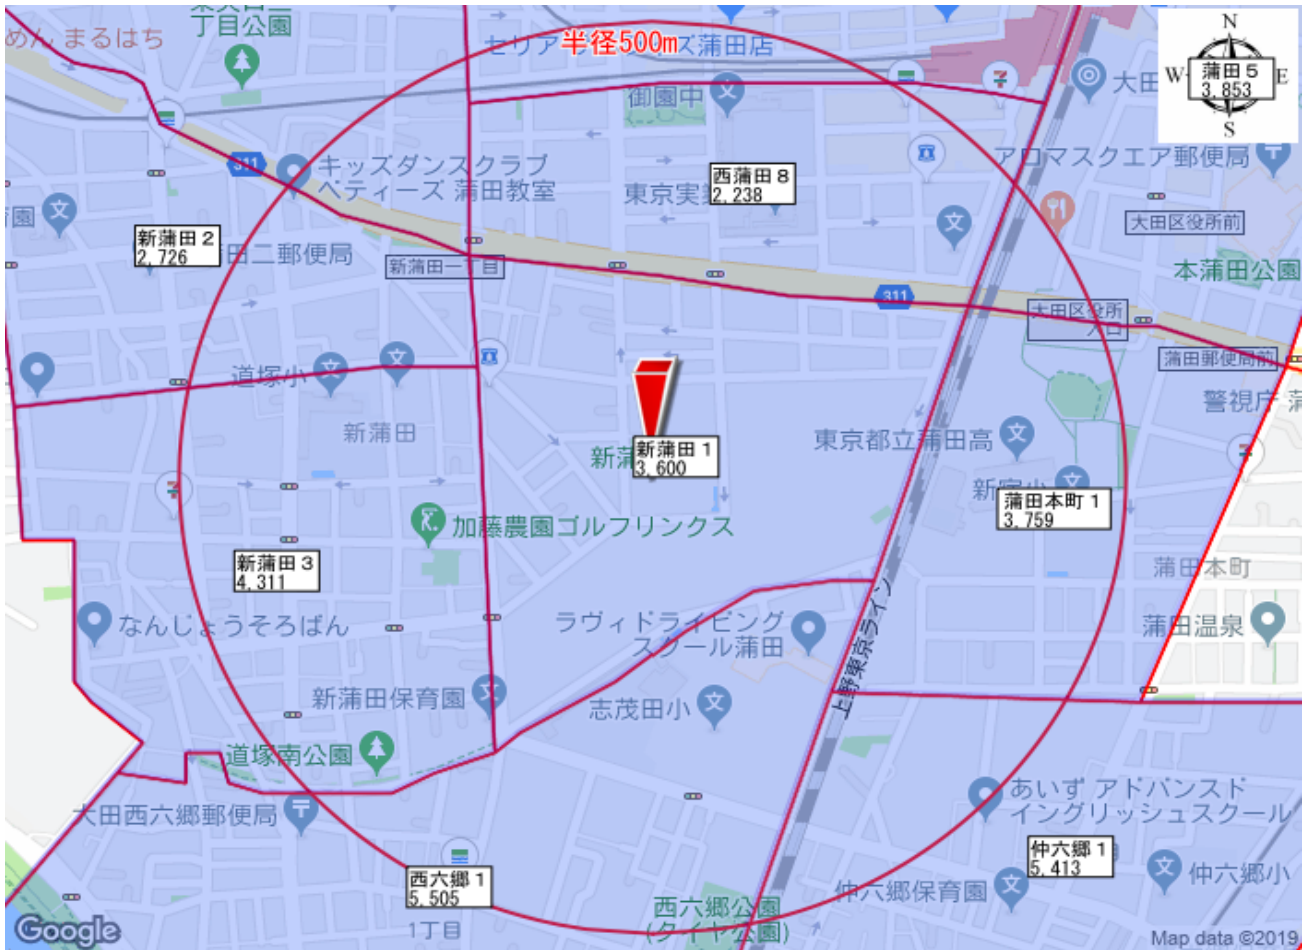 丁目公園
めん まるはち
半径500m
ズ蒲田店
セリア
N
W
蒲田5
3,853
E
S
御園中
大田
アロマスクエア郵便局
311
キッズダンスクラブ
ベティーズ 蒲田教室
西蒲田8
2,238
東京実
大田区役所前
園
新蒲田2
2,726
田二郵便局
新蒲田一丁目
本蒲田公園
311
大田区役所
入口
蒲田郵便局前
道塚小
警視庁 蒲
新蒲田
新蒲田1
3,600
東京都立蒲田高
新宿小
蒲田本町1
3,759
加藤農園ゴルフリンクス
新蒲田3
4,311
蒲田本町
なんじょうそろばん
ラヴィドライビング
スクール蒲田
蒲田温泉
上野東京ライン
新蒲田保育園
志茂田小
道塚南公園
大田西六郷郵便局
あいず アドバンスド
イングリッシュスクール
仲六郷1
5,413
西六郷1
5,505
仲六郷保育園
仲六郷小
西六郷公園
(タイヤ公園)
1丁目
Google
Map data ©2019